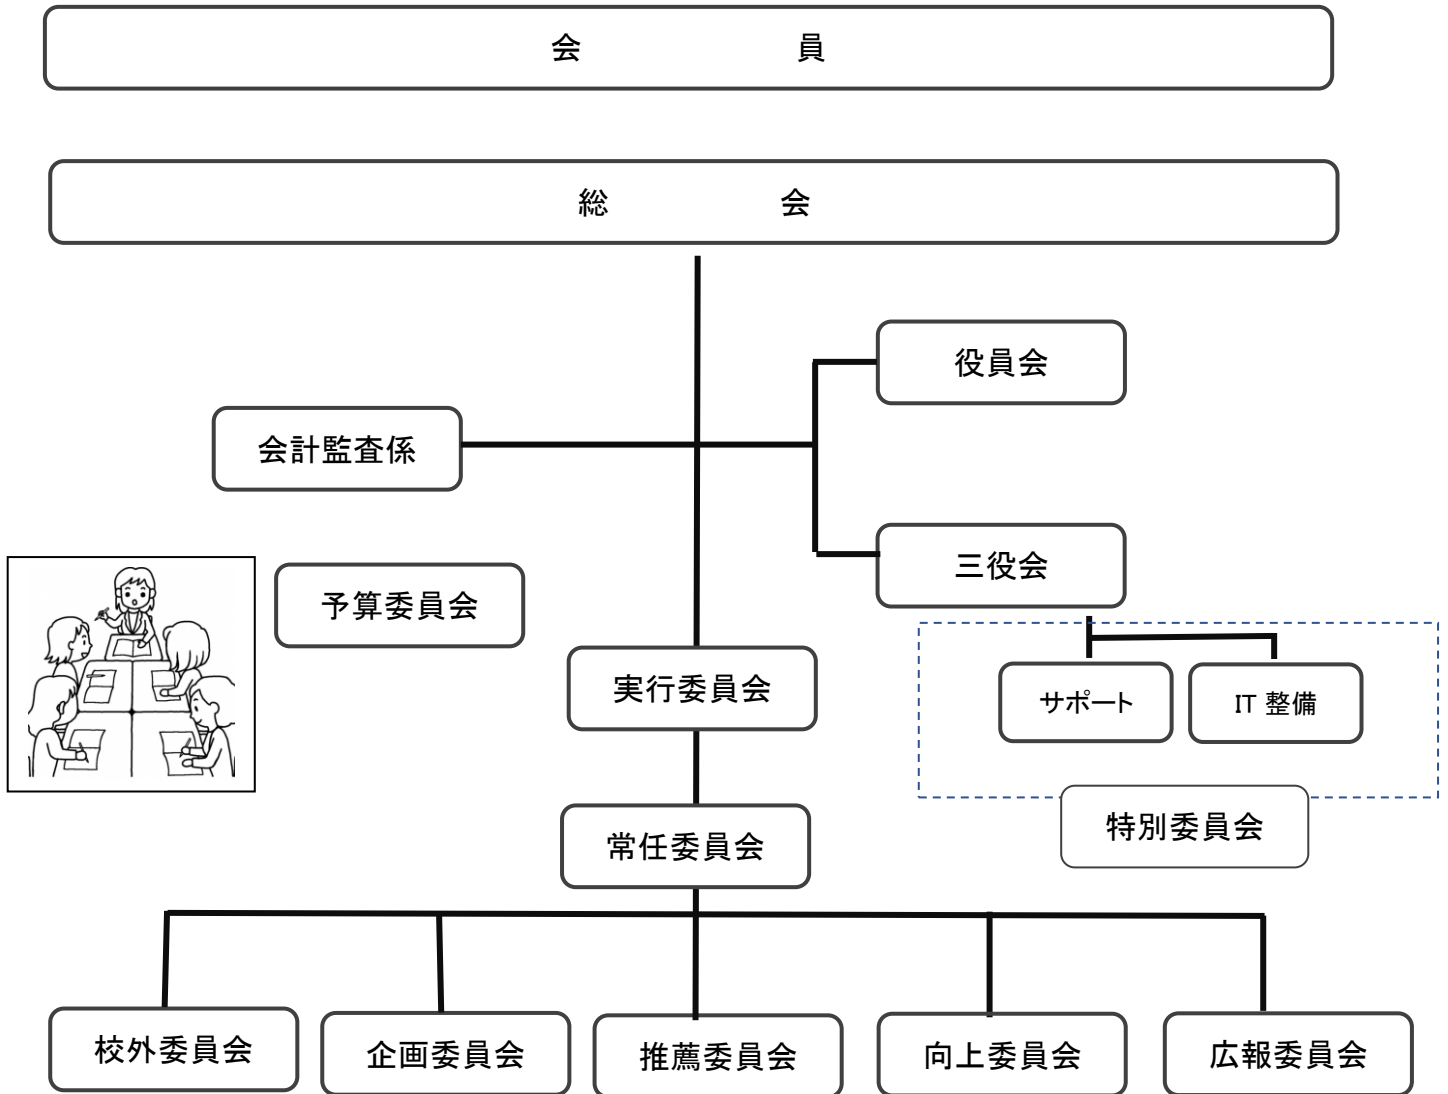 会 員
総 会
役員会
会計監査係
三役会
予算委員会
実行委員会
サポート
IT 整備
特別委員会
常任委員会
校外委員会
企画委員会
推薦委員会
向上委員会
広報委員会